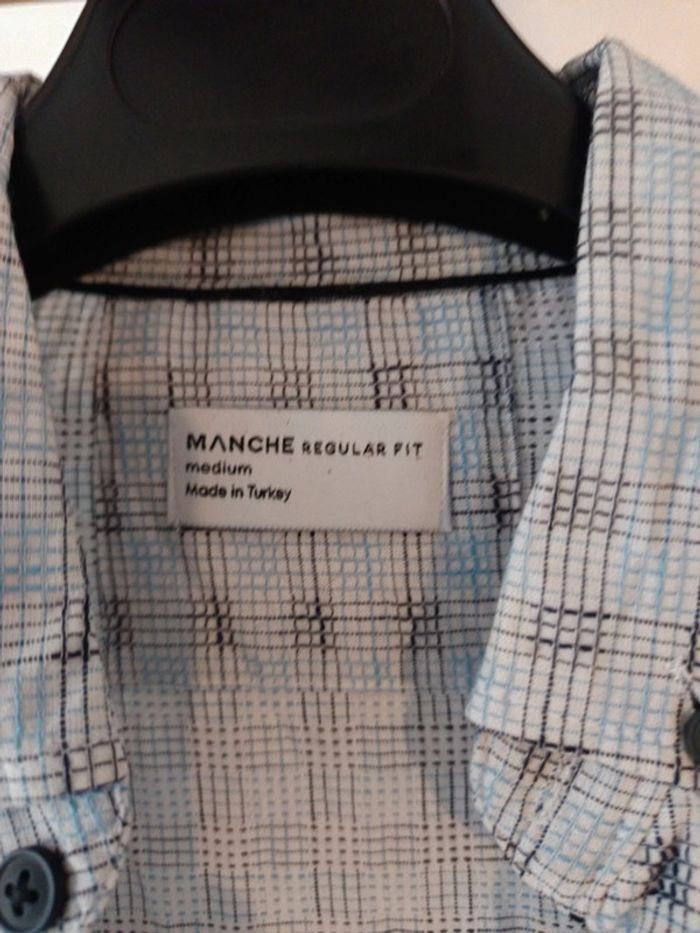 MANCHE REGULAR FIT
medium
Made in Turkey